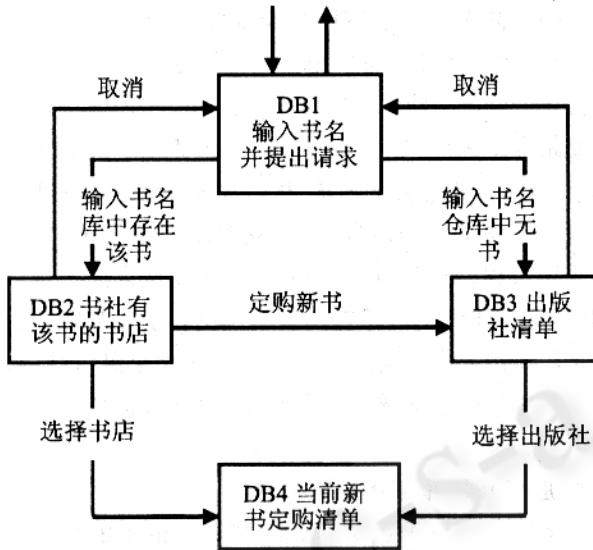 取消
DB1
输入书名
并提出请求
取消
输入书名
库中存在
该书
输入书名
仓库中无
书
DB2 书社有
该书的书店
定购新书
DB3 出版
社清单
选择书店
选择出版社
DB4 当前新
书定购清单